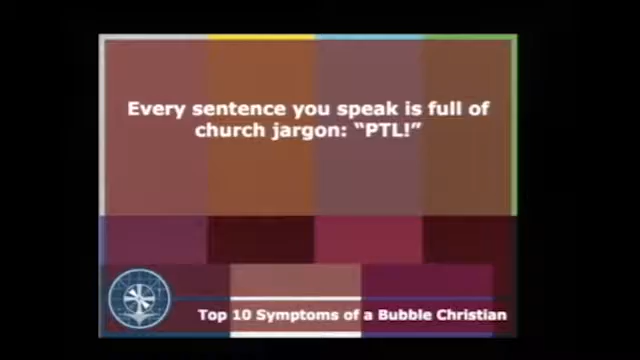 Every sentence you speak is full of
church jargon: “PTL!”
Top 10 Symptoms of a Bubble Christian